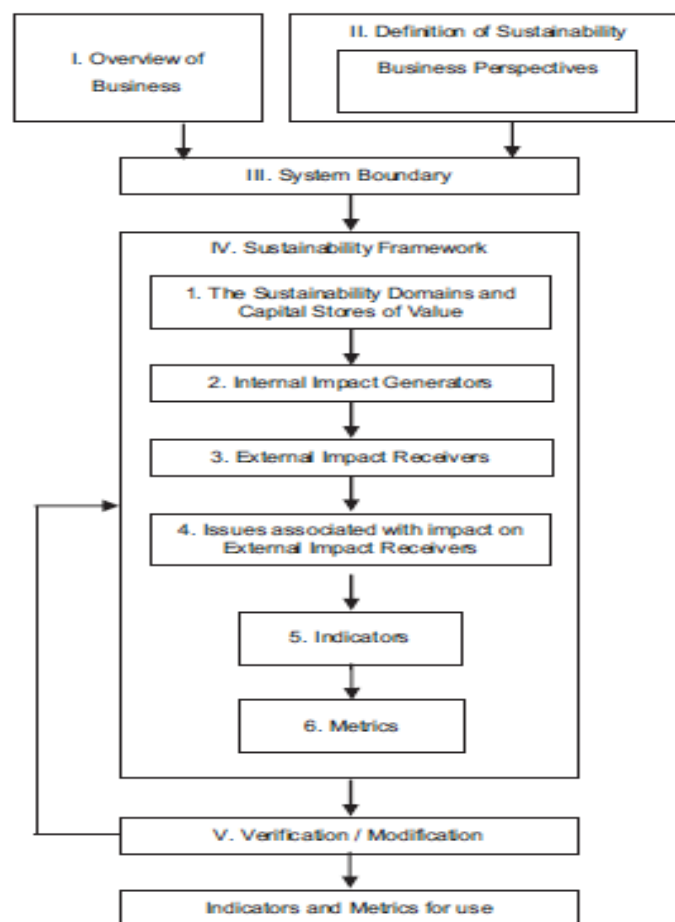 I. Overview of
Business
II. Definition of Sustainability
Business Perspectives
III. System Boundary
IV. Sustainability Framework
1. The Sustainability Domains and
Capital Stores of Value
2. Internal Impact Generators
3. External Impact Receivers
4. Issues associated with impact on
External Impact Receivers
5. Indicators
6. Metrics
V. Verification / Modification
Indicators and Metrics for use